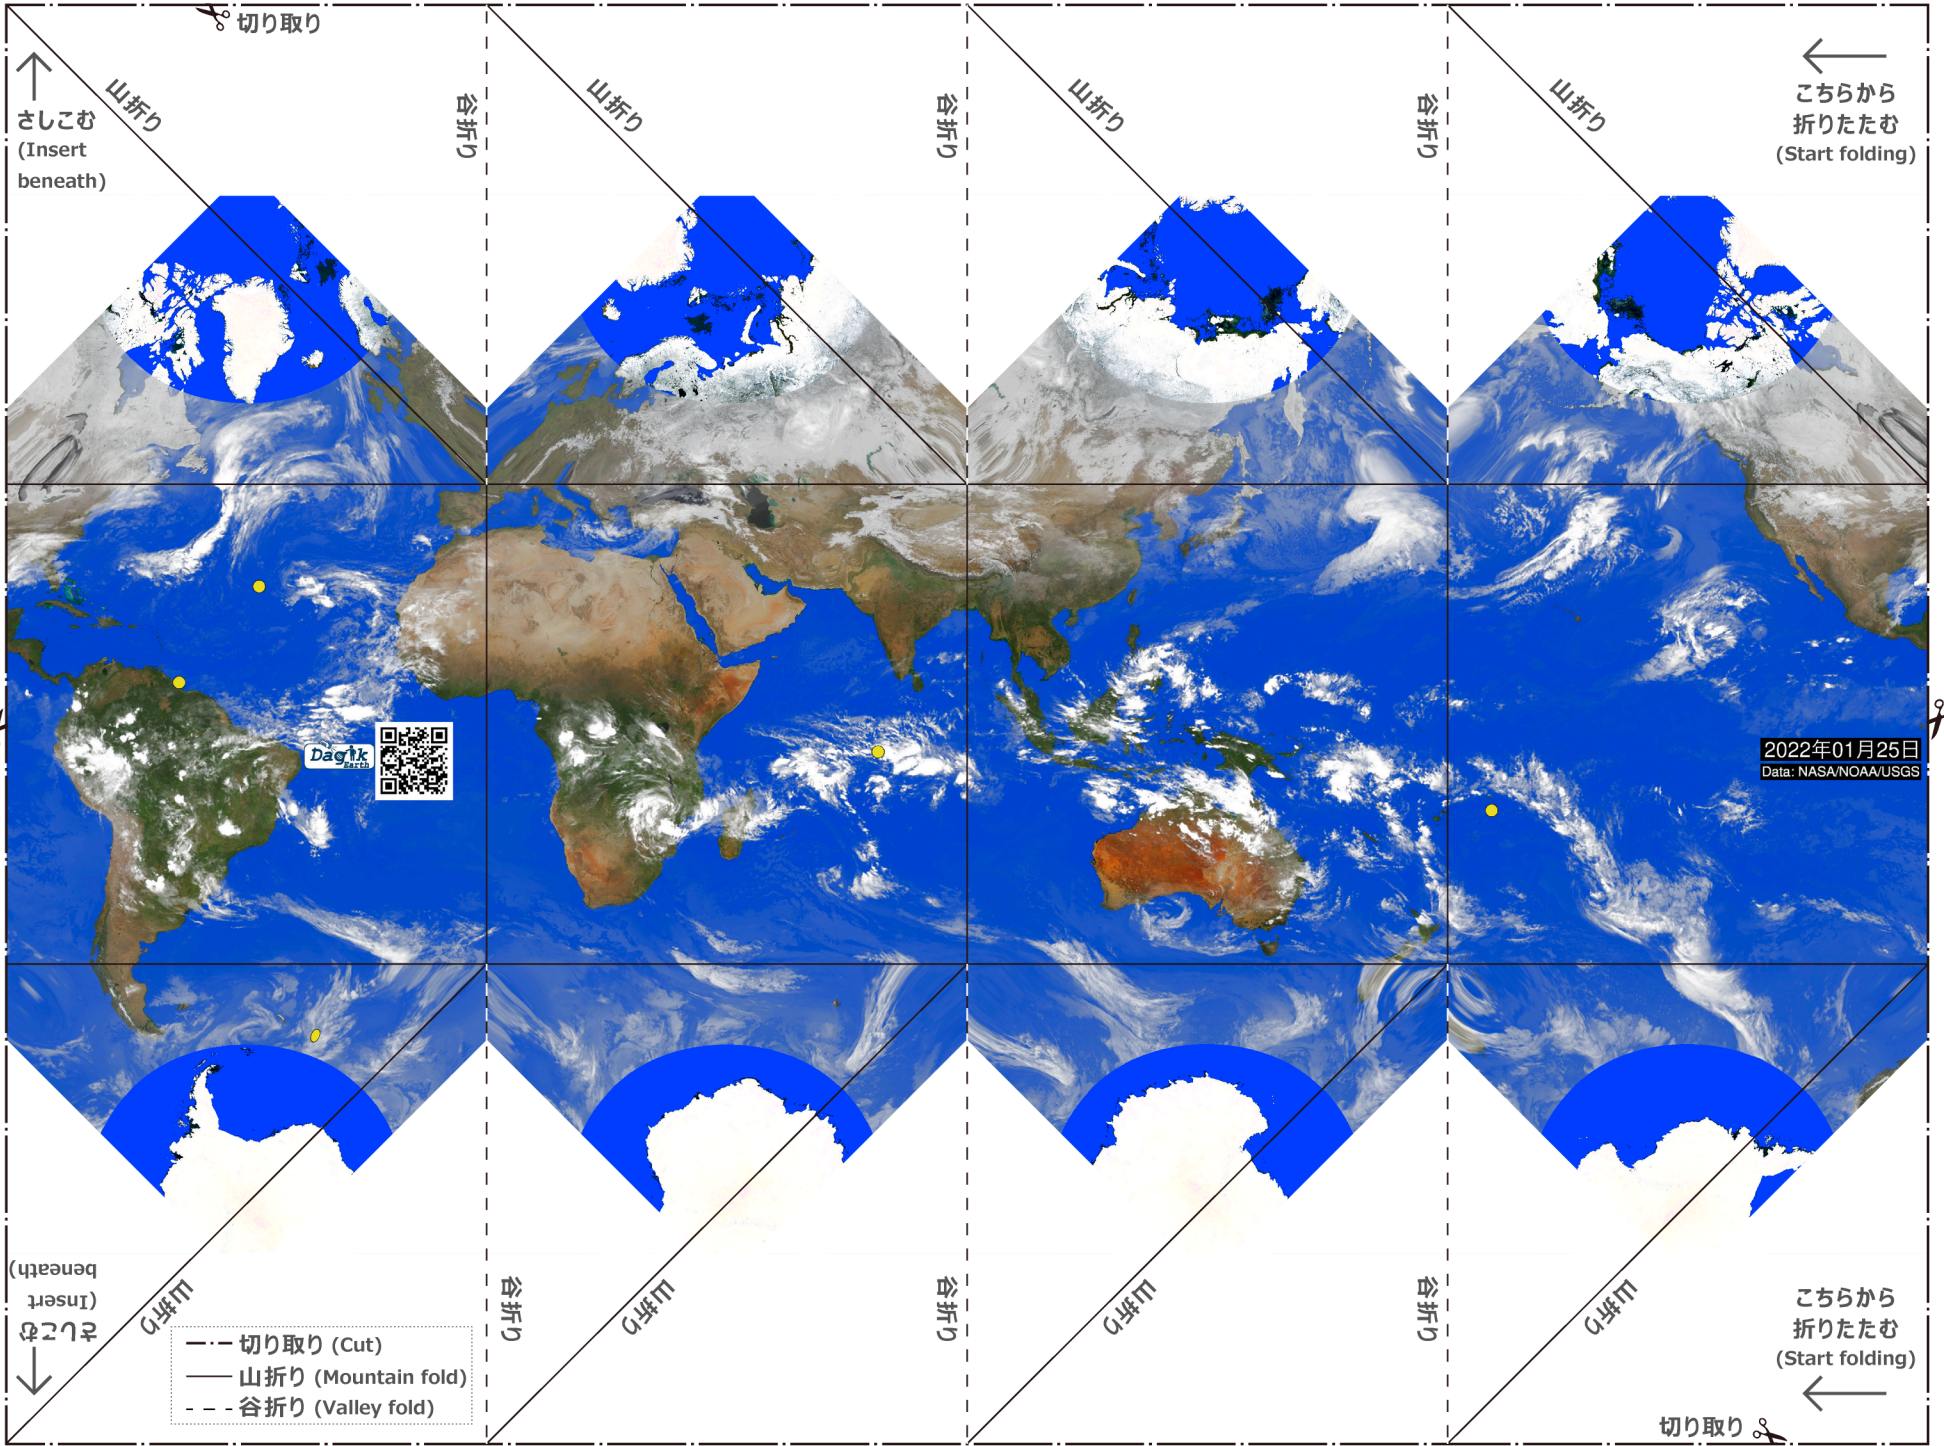 切り取り
山折り
谷折り
山折り
谷折り
山折り
谷折り
山折り
さしこむ
(Insert
beneath)
こちらから
折りたたむ
(Start folding)
Dagik
Earth
2022年01月25日
Data: NASA/NOAA/USGS
さしこむ
(Insert
beneath)
山折り
谷折り
山折り
谷折り
山折り
谷折り
山折り
こちらから
折りたたむ
(Start folding)
切り取り (Cut)
山折り (Mountain fold)
谷折り (Valley fold)
切り取り